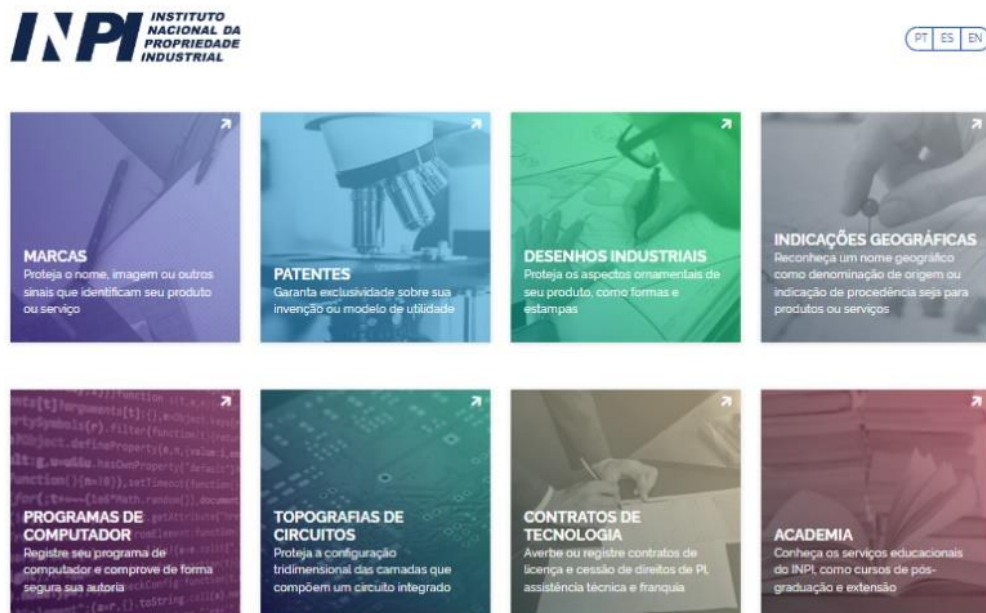 INPI
INSTITUTO
NACIONAL DA
PROPRIEDADE
INDUSTRIAL
PT ES EN
MARCAS
Proteja o nome, imagem ou outros
sinais que identificam seu produto
ou serviço
PATENTES
Garanta exclusividade sobre sua
invenção ou modelo de utilidade
DESENHOS INDUSTRIAIS
Proteja os aspectos ornamentais de
seu produto, como formas e
estampas
INDICAÇÕES GEOGRÁFICAS
Reconheça um nome geográfico
como denominação de origem ou
indicação de procedência seja para
produtos ou serviços
PROGRAMAS DE
COMPUTADOR
Registre seu programa de
computador e comprove de forma
segura sua autoria
TOPOGRAFIAS DE
CIRCUITOS
Proteja a configuração
tridimensional das camadas que
compõem um circuito integrado
CONTRATOS DE
TECNOLOGIA
Averbe ou registre contratos de
licença e cessão de direitos de PI,
assistência técnica e franquia
ACADEMIA
Conheça os serviços educacionais
do INPI, como cursos de pós-
graduação e extensão